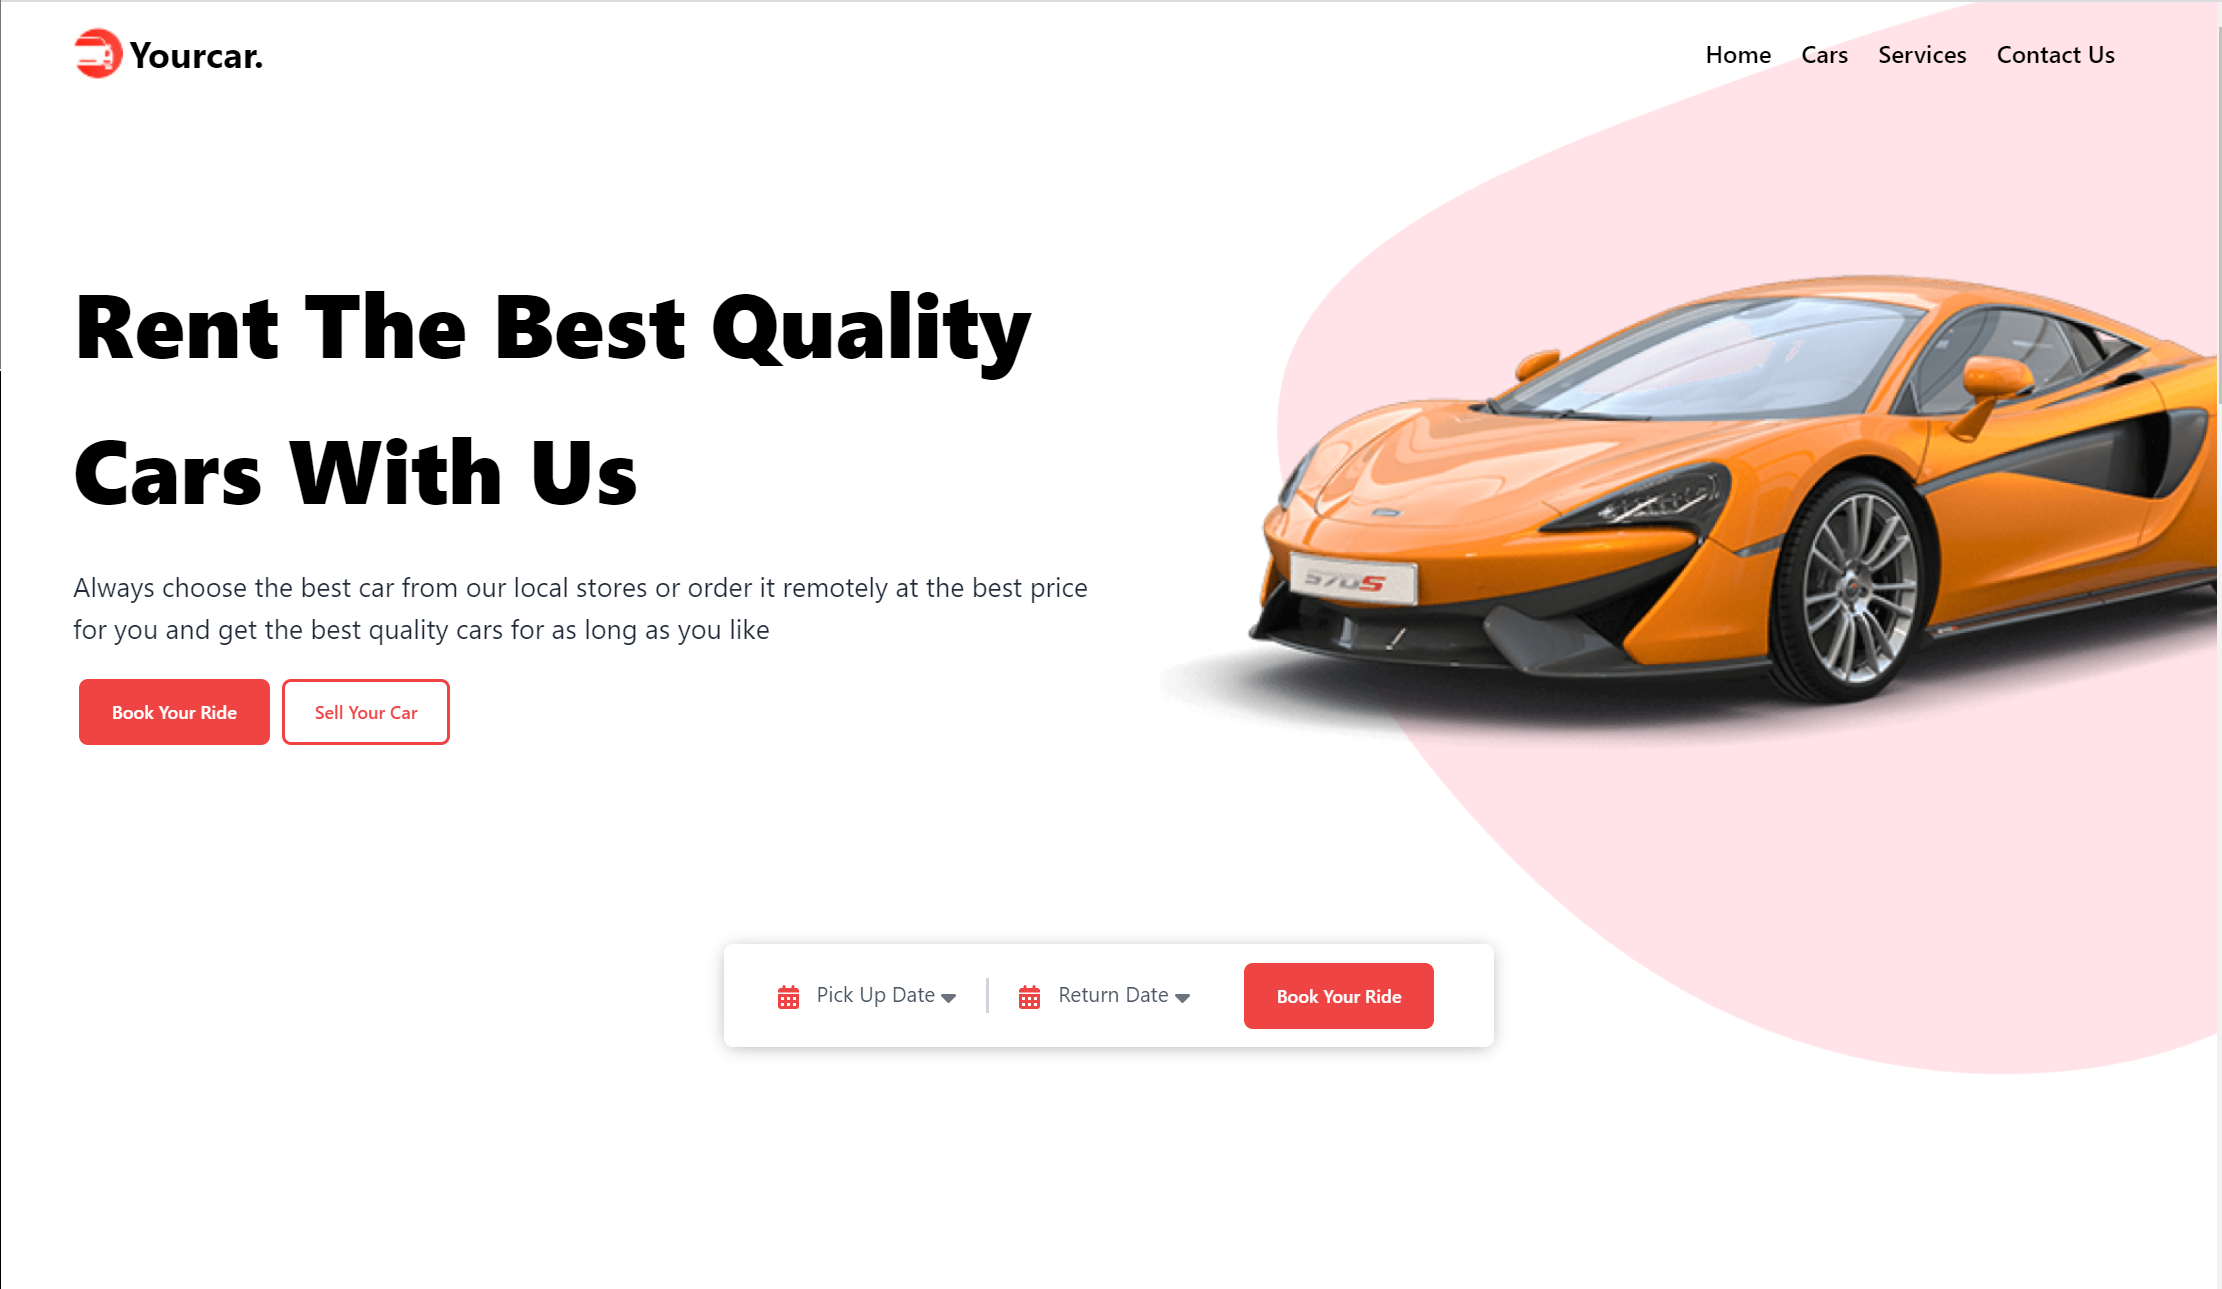 Yourcar.
Home Cars Services Contact Us
Rent The Best Quality
Cars With Us
Always choose the best car from our local stores or order it remotely at the best price
for you and get the best quality cars for as long as you like
Book Your Ride Sell Your Car
570S
Pick Up Date Return Date Book Your Ride